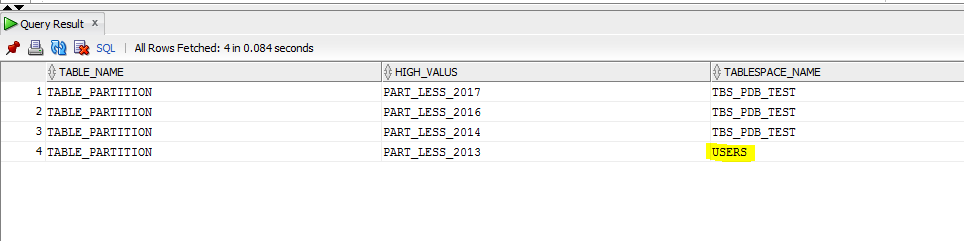 Query Result x
SQL | All Rows Fetched: 4 in 0.084 seconds
TABLE_NAME HIGH_VALUS TABLESPACE_NAME
1 TABLE_PARTITION PART_LESS_2017 TBS_PDB_TEST
2 TABLE_PARTITION PART_LESS_2016 TBS_PDB_TEST
3 TABLE_PARTITION PART_LESS_2014 TBS_PDB_TEST
4 TABLE_PARTITION PART_LESS_2013 USERS